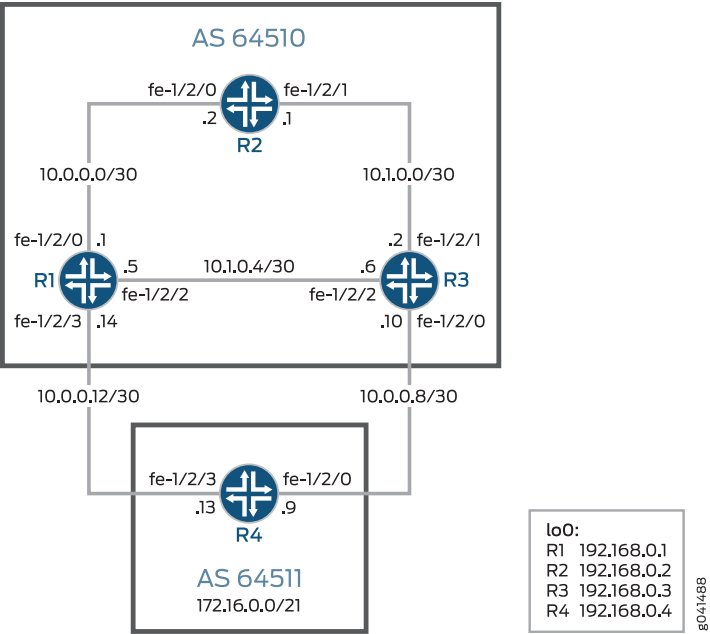 AS 64510
fe-1/2/0 fe-1/2/1
.2 .1
R2
10.0.0.0/30 10.1.0.0/30
fe-1/2/0 .1 .2 fe-1/2/1
R1 .5 10.1.0.4/30 .6 R3
fe-1/2/2 fe-1/2/2
fe-1/2/3 .14 .10 fe-1/2/0
10.0.0.12/30 10.0.0.8/30
fe-1/2/3 fe-1/2/0
.13 .9
R4
AS 64511
172.16.0.0/21
lo0:
R1 192.168.0.1
R2 192.168.0.2
R3 192.168.0.3
R4 192.168.0.4
g041488